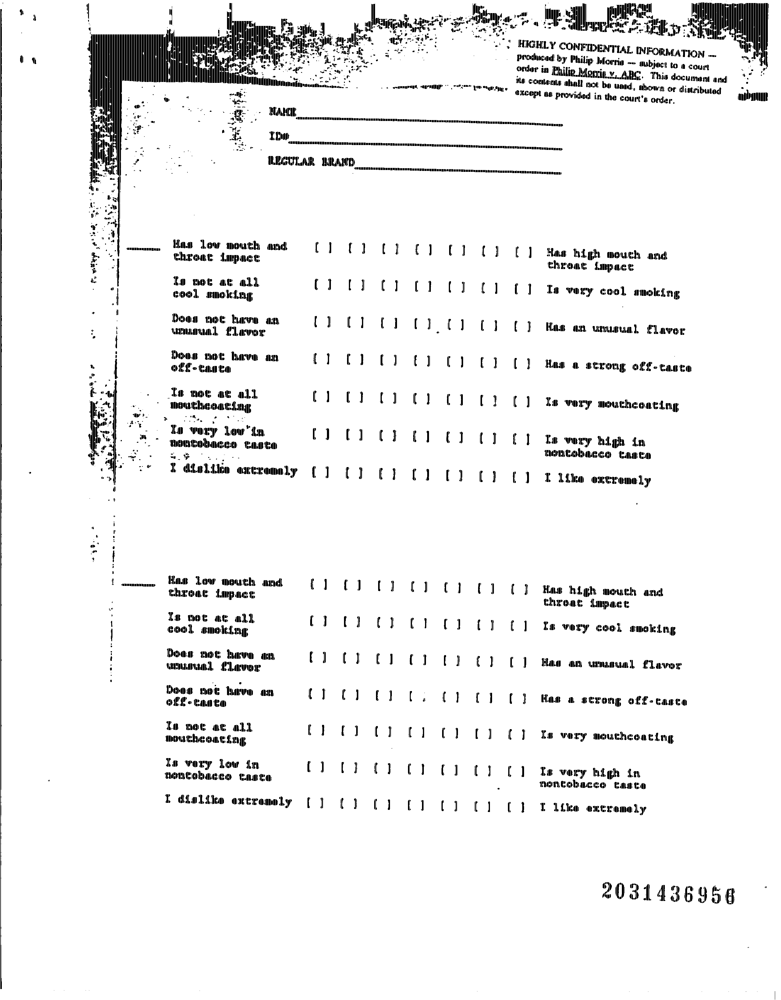 HIGHLY CONFIDENTIAL INFORMATION —
produced by Philip Morris — subject to a court
order in Philip Morris v. ABC. This document and
its contents shall not be used, shown or distributed
except as provided in the court's order.
NAME
ID#
REGULAR BRAND
Has low mouth and throat impact [ ] [ ] [ ] [ ] [ ] [ ] [ ] Has high mouth and throat impact
Is not at all cool smoking [ ] [ ] [ ] [ ] [ ] [ ] [ ] Is very cool smoking
Does not have an unusual flavor [ ] [ ] [ ] [ ] [ ] [ ] [ ] Has an unusual flavor
Does not have an off-taste [ ] [ ] [ ] [ ] [ ] [ ] [ ] Has a strong off-taste
Is not at all mouthcoating [ ] [ ] [ ] [ ] [ ] [ ] [ ] Is very mouthcoating
Is very low in nontobacco taste [ ] [ ] [ ] [ ] [ ] [ ] [ ] Is very high in nontobacco taste
I dislike extremely [ ] [ ] [ ] [ ] [ ] [ ] [ ] I like extremely
Has low mouth and throat impact [ ] [ ] [ ] [ ] [ ] [ ] [ ] Has high mouth and throat impact
Is not at all cool smoking [ ] [ ] [ ] [ ] [ ] [ ] [ ] Is very cool smoking
Does not have an unusual flavor [ ] [ ] [ ] [ ] [ ] [ ] [ ] Has an unusual flavor
Does not have an off-taste [ ] [ ] [ ] [ ] [ ] [ ] [ ] Has a strong off-taste
Is not at all mouthcoating [ ] [ ] [ ] [ ] [ ] [ ] [ ] Is very mouthcoating
Is very low in nontobacco taste [ ] [ ] [ ] [ ] [ ] [ ] [ ] Is very high in nontobacco taste
I dislike extremely [ ] [ ] [ ] [ ] [ ] [ ] [ ] I like extremely
2031436956